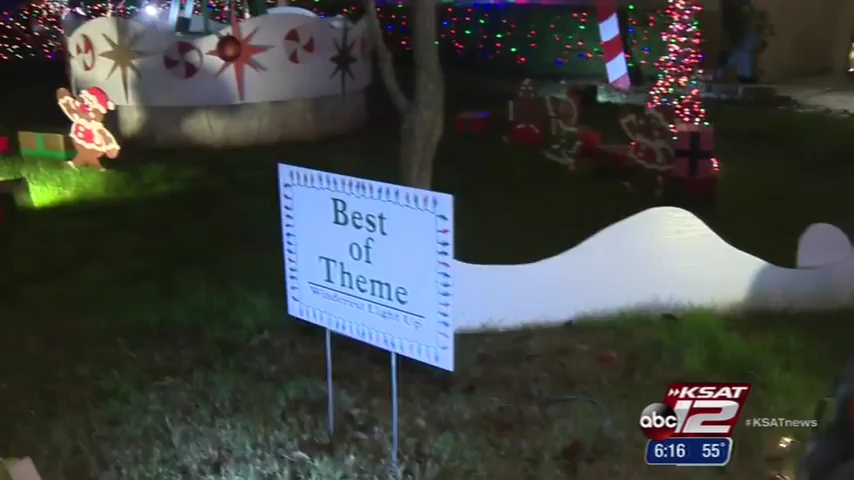 Best
of
Theme
Windcrest Light Up
»KSAT
abc 12
#KSATnews
6:16 55°